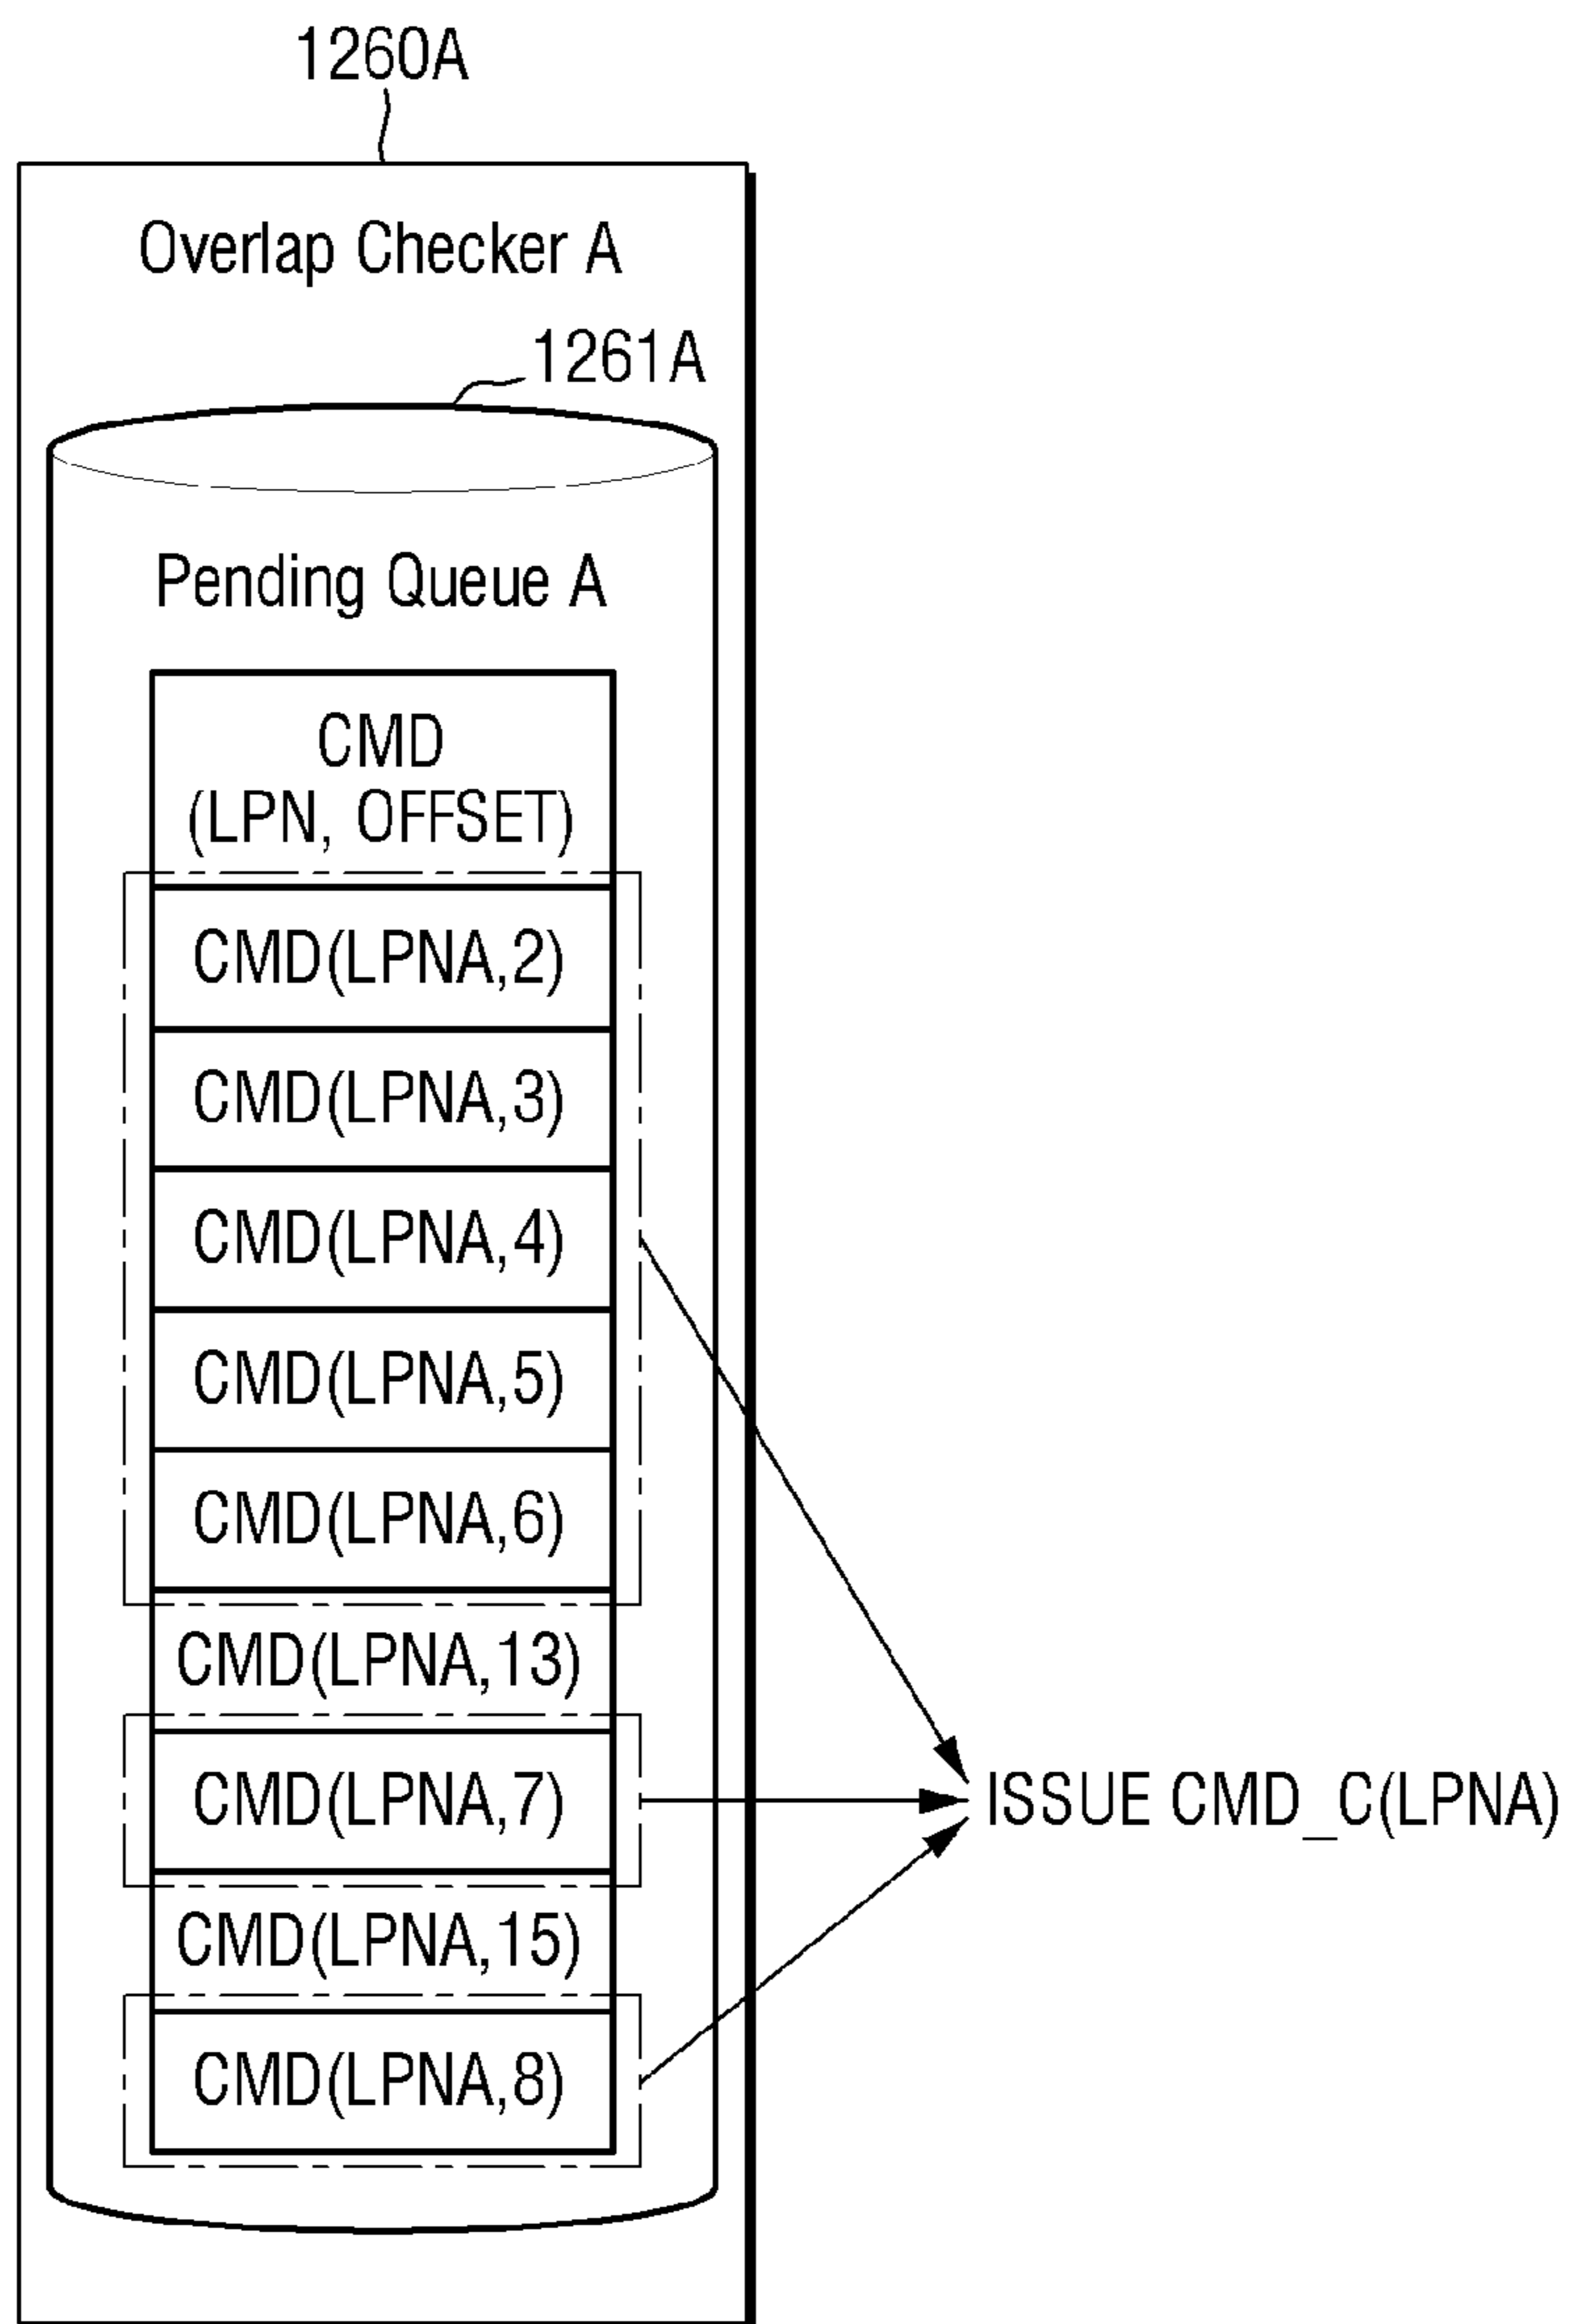 1260A
Overlap Checker A
1261A
Pending Queue A
CMD
(LPN, OFFSET)
CMD(LPNA,2)
CMD(LPNA,3)
CMD(LPNA,4)
CMD(LPNA,5)
CMD(LPNA,6)
CMD(LPNA,13)
CMD(LPNA,7)
ISSUE CMD_C(LPNA)
CMD(LPNA,15)
CMD(LPNA,8)